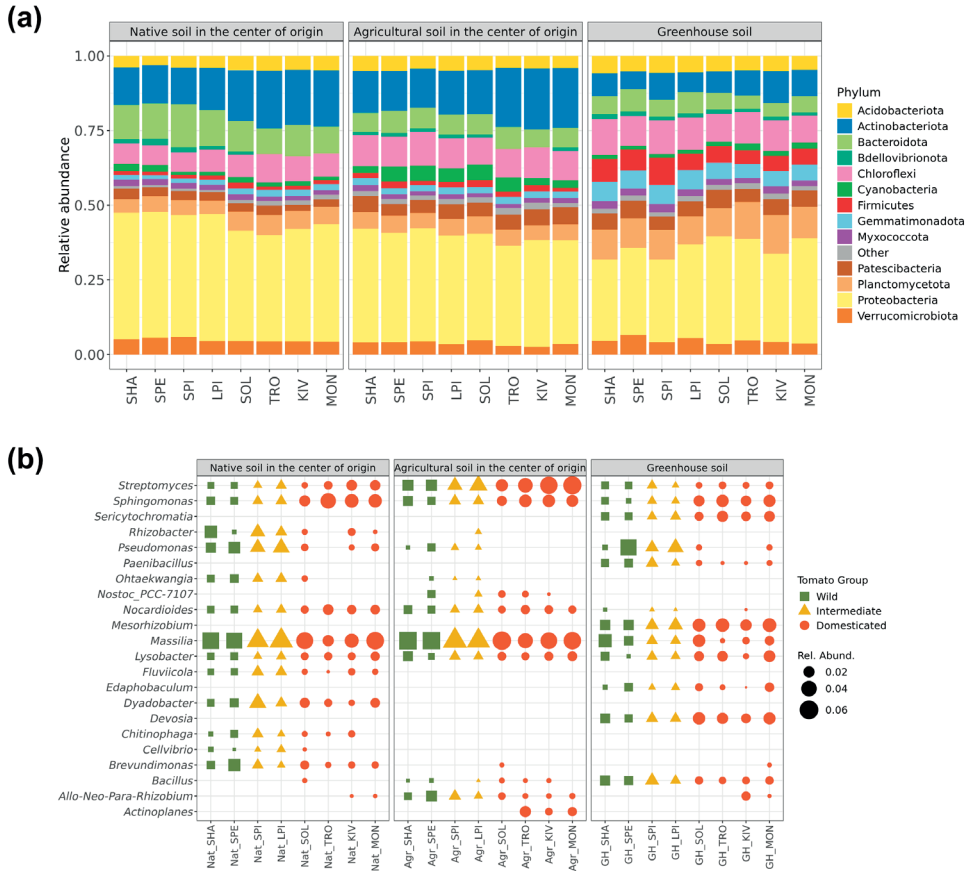 (a)
Native soil in the center of origin
Agricultural soil in the center of origin
Greenhouse soil
Relative abundance
1.00
0.75
0.50
0.25
0.00
SHA SPE SPI LPI SOL TRO KIV MON
SHA SPE SPI LPI SOL TRO KIV MON
SHA SPE SPI LPI SOL TRO KIV MON
Phylum
Acidobacteriota
Actinobacteriota
Bacteroidota
Bdellovibrionota
Chloroflexi
Cyanobacteria
Firmicutes
Gemmatimonadota
Myxococcota
Other
Patescibacteria
Planctomycetota
Proteobacteria
Verrucomicrobiota
(b)
Native soil in the center of origin
Agricultural soil in the center of origin
Greenhouse soil
Streptomyces
Sphingomonas
Sericytochromatia
Rhizobacter
Pseudomonas
Paenibacillus
Ohtaekwangia
Nostoc_PCC-7107
Nocardioides
Mesorhizobium
Massilia
Lysobacter
Fluviicola
Edaphobaculum
Dyadobacter
Devosia
Chitinophaga
Cellvibrio
Brevundimonas
Bacillus
Allo-Neo-Para-Rhizobium
Actinoplanes
Nat_SHA Nat_SPE Nat_SPI Nat_LPI Nat_SOL Nat_TRO Nat_KIV Nat_MON
Agr_SHA Agr_SPE Agr_SPI Agr_LPI Agr_SOL Agr_TRO Agr_KIV Agr_MON
GH_SHA GH_SPE GH_SPI GH_LPI GH_SOL GH_TRO GH_KIV GH_MON
Tomato Group
Wild
Intermediate
Domesticated
Rel. Abund.
0.02
0.04
0.06